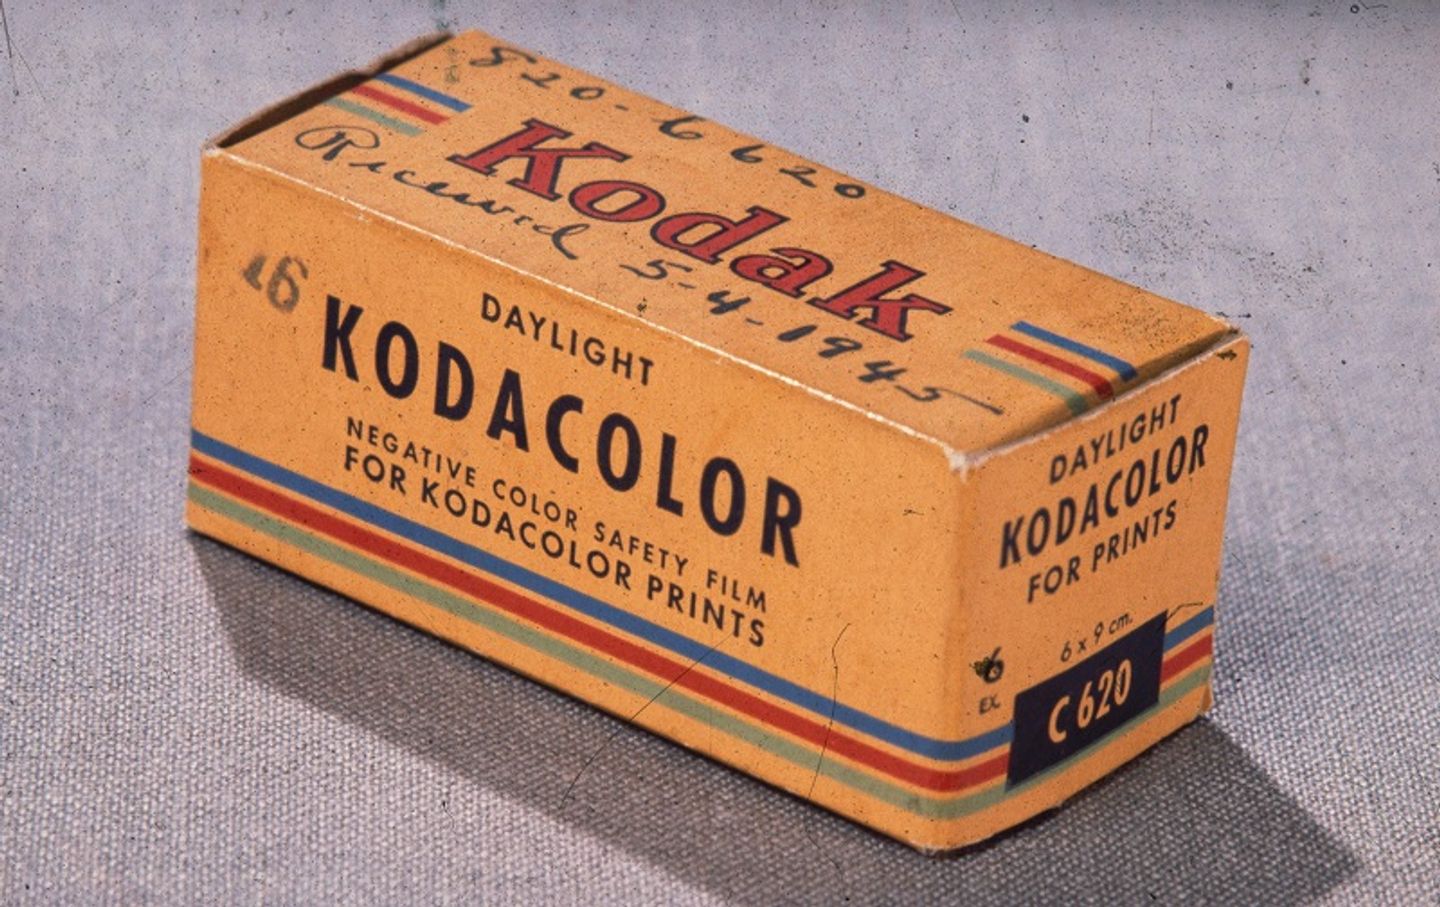 820-6620
Kodak
Received 5-4-1945
16
DAYLIGHT
KODACOLOR
NEGATIVE COLOR SAFETY FILM
FOR KODACOLOR PRINTS
DAYLIGHT
KODACOLOR
FOR PRINTS
6 x 9 cm.
6
EX.
C 620